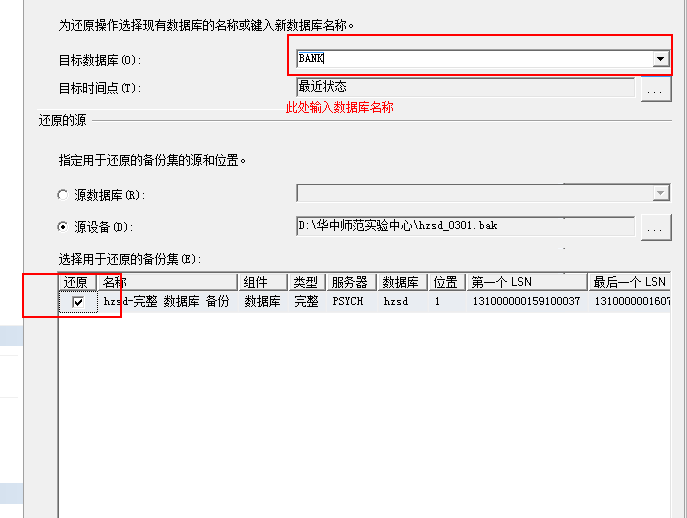 为还原操作选择现有数据库的名称或键入新数据库名称。
目标数据库(O): BANK
目标时间点(T): 最近状态 ...
此处输入数据库名称
还原的源
指定用于还原的备份集的源和位置。
源数据库(R):
源设备(D): D:\华中师范实验中心\hzsd_0301.bak ...
选择用于还原的备份集(E):
还原 名称 组件 类型 服务器 数据库 位置 第一个 LSN 最后一个 LSN
hzsd-完整 数据库 备份 数据库 完整 PSYCH hzsd 1 131000000159100037 1310000001607